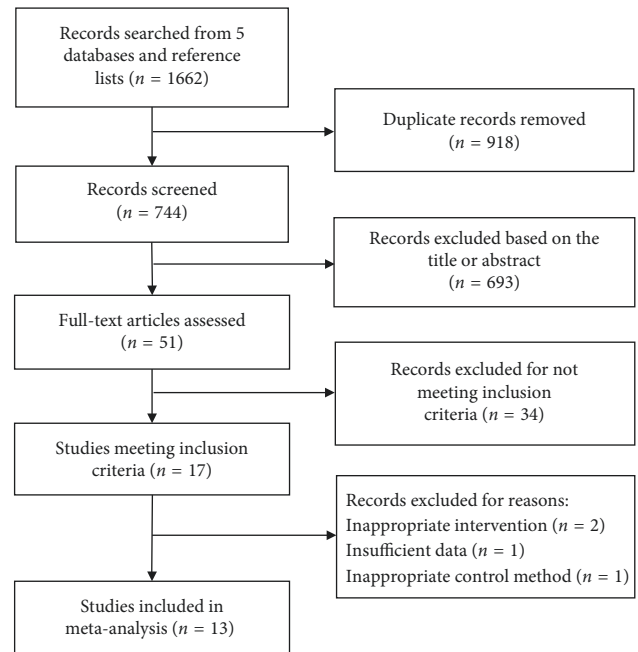 Records searched from 5
databases and reference
lists (n = 1662)
Duplicate records removed
(n = 918)
Records screened
(n = 744)
Records excluded based on the
title or abstract
(n = 693)
Full-text articles assessed
(n = 51)
Records excluded for not
meeting inclusion
criteria (n = 34)
Studies meeting inclusion
criteria (n = 17)
Records excluded for reasons:
Inappropriate intervention (n = 2)
Insufficient data (n = 1)
Inappropriate control method (n = 1)
Studies included in
meta-analysis (n = 13)